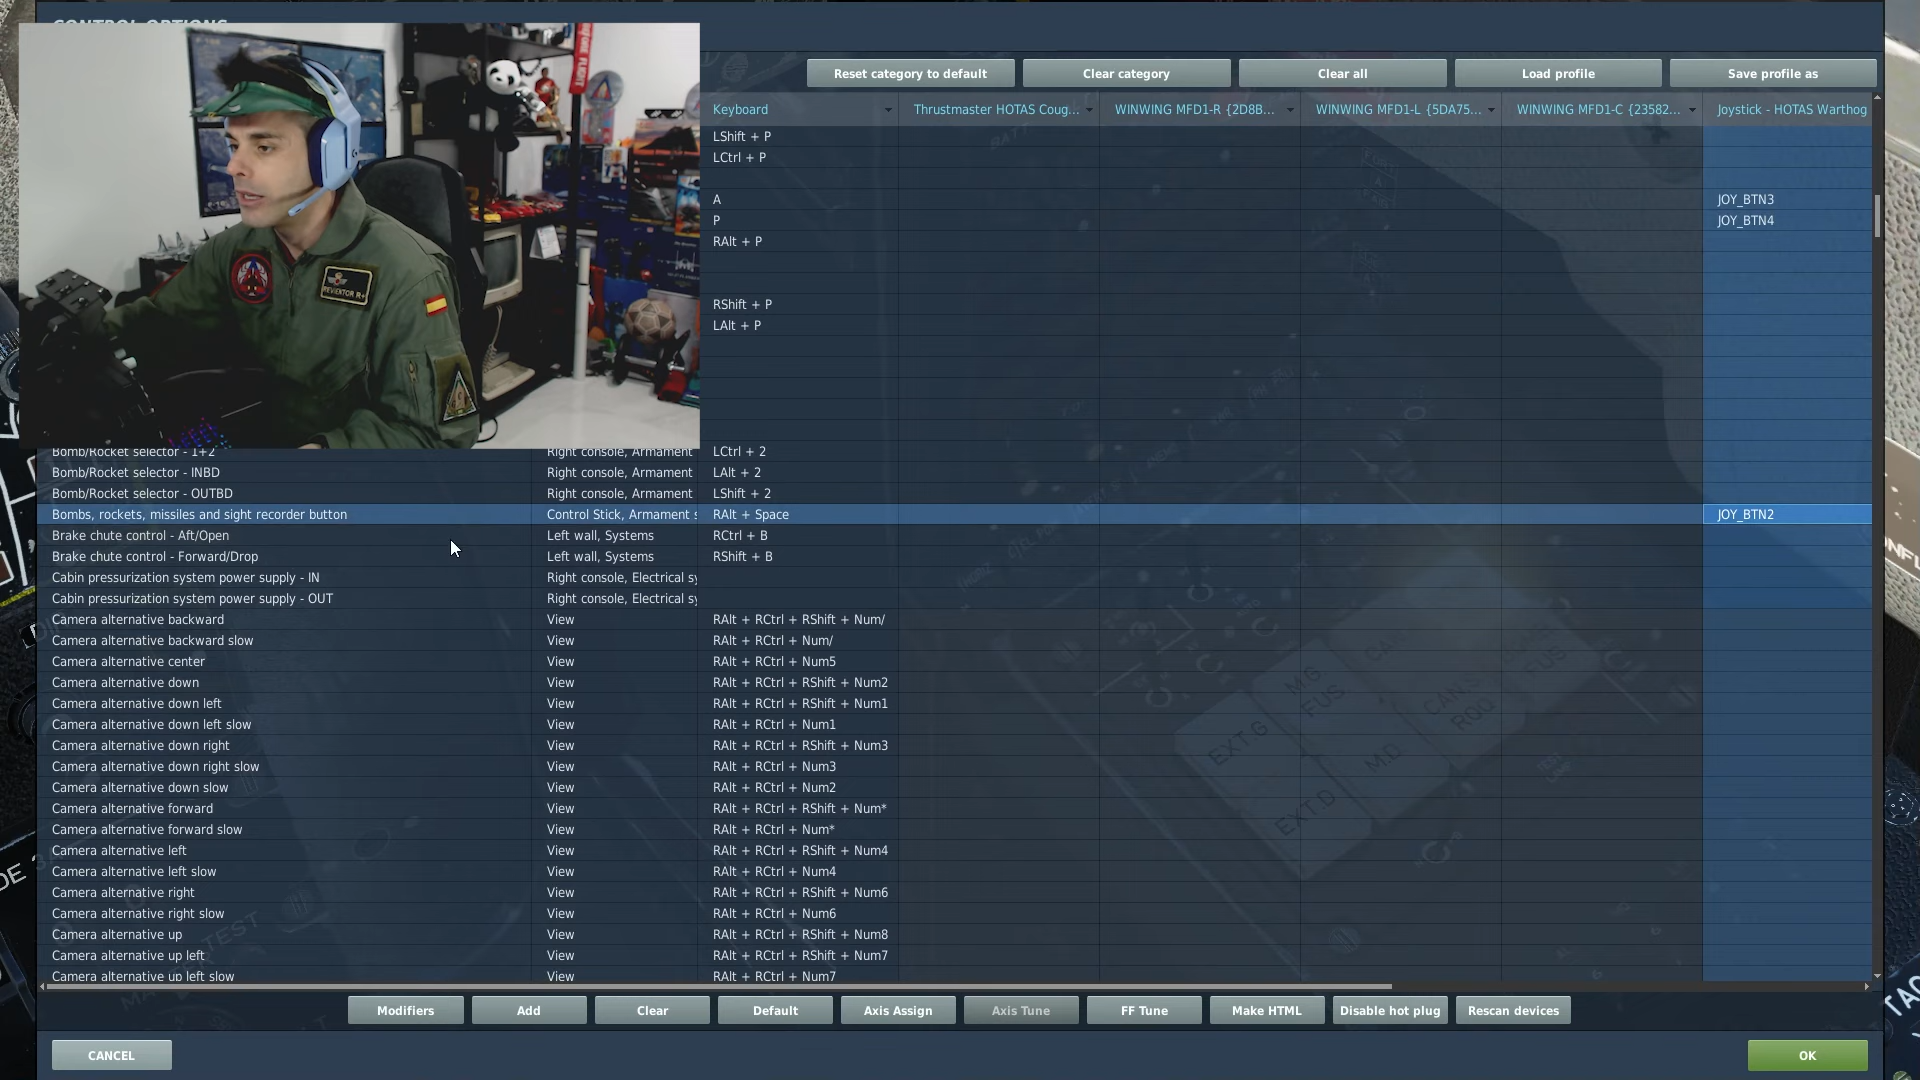 CONTROL OPTIONS
Reset category to default Clear category Clear all Load profile Save profile as
Keyboard Thrustmaster HOTAS Coug... WINWING MFD1-R {2D8B... WINWING MFD1-L {5DA75... WINWING MFD1-C {23582... Joystick - HOTAS Warthog
LShift + P
LCtrl + P
A JOY_BTN3
P JOY_BTN4
RAlt + P
RShift + P
LAlt + P
Bomb/Rocket selector - 1+2 Right console, Armament LCtrl + 2
Bomb/Rocket selector - INBD Right console, Armament LAlt + 2
Bomb/Rocket selector - OUTBD Right console, Armament LShift + 2
Bombs, rockets, missiles and sight recorder button Control Stick, Armament s RAlt + Space JOY_BTN2
Brake chute control - Aft/Open Left wall, Systems RCtrl + B
Brake chute control - Forward/Drop Left wall, Systems RShift + B
Cabin pressurization system power supply - IN Right console, Electrical sy
Cabin pressurization system power supply - OUT Right console, Electrical sy
Camera alternative backward View RAlt + RCtrl + RShift + Num/
Camera alternative backward slow View RAlt + RCtrl + Num/
Camera alternative center View RAlt + RCtrl + Num5
Camera alternative down View RAlt + RCtrl + RShift + Num2
Camera alternative down left View RAlt + RCtrl + RShift + Num1
Camera alternative down left slow View RAlt + RCtrl + Num1
Camera alternative down right View RAlt + RCtrl + RShift + Num3
Camera alternative down right slow View RAlt + RCtrl + Num3
Camera alternative down slow View RAlt + RCtrl + Num2
Camera alternative forward View RAlt + RCtrl + RShift + Num*
Camera alternative forward slow View RAlt + RCtrl + Num*
Camera alternative left View RAlt + RCtrl + RShift + Num4
Camera alternative left slow View RAlt + RCtrl + Num4
Camera alternative right View RAlt + RCtrl + RShift + Num6
Camera alternative right slow View RAlt + RCtrl + Num6
Camera alternative up View RAlt + RCtrl + RShift + Num8
Camera alternative up left View RAlt + RCtrl + RShift + Num7
Camera alternative up left slow View RAlt + RCtrl + Num7
Modifiers Add Clear Default Axis Assign Axis Tune FF Tune Make HTML Disable hot plug Rescan devices
CANCEL OK
EXT.G
M.G.
FUS
EXT.D
M.D.